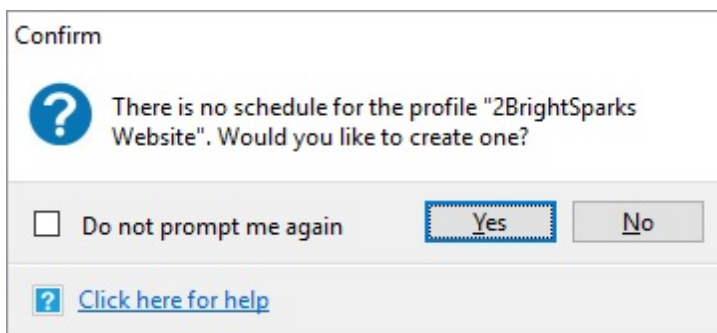 Confirm
There is no schedule for the profile "2BrightSparks
Website". Would you like to create one?
Do not prompt me again
Yes
No
Click here for help